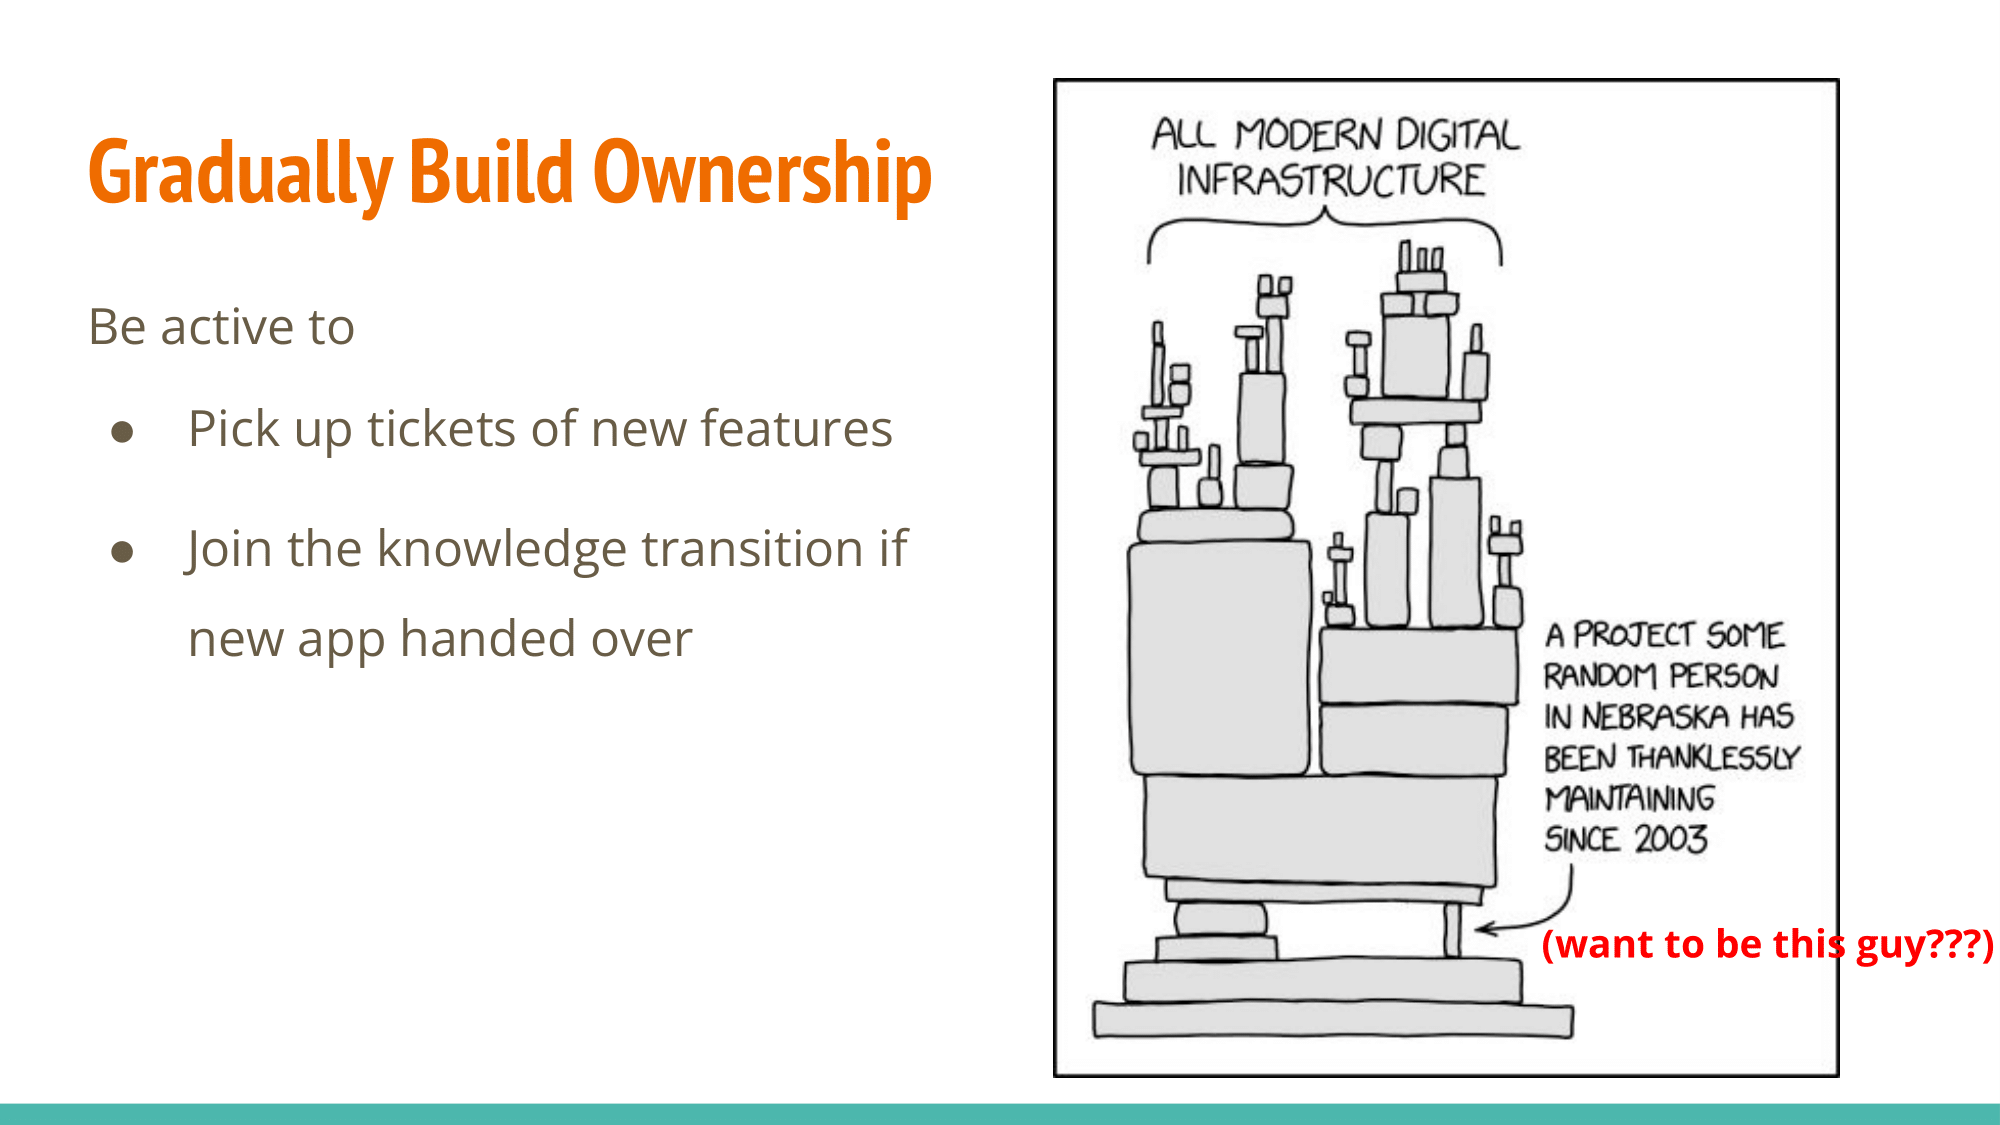 Gradually Build Ownership
Be active to
● Pick up tickets of new features
● Join the knowledge transition if
new app handed over
ALL MODERN DIGITAL
INFRASTRUCTURE
A PROJECT SOME
RANDOM PERSON
IN NEBRASKA HAS
BEEN THANKLESSLY
MAINTAINING
SINCE 2003
(want to be this guy???)